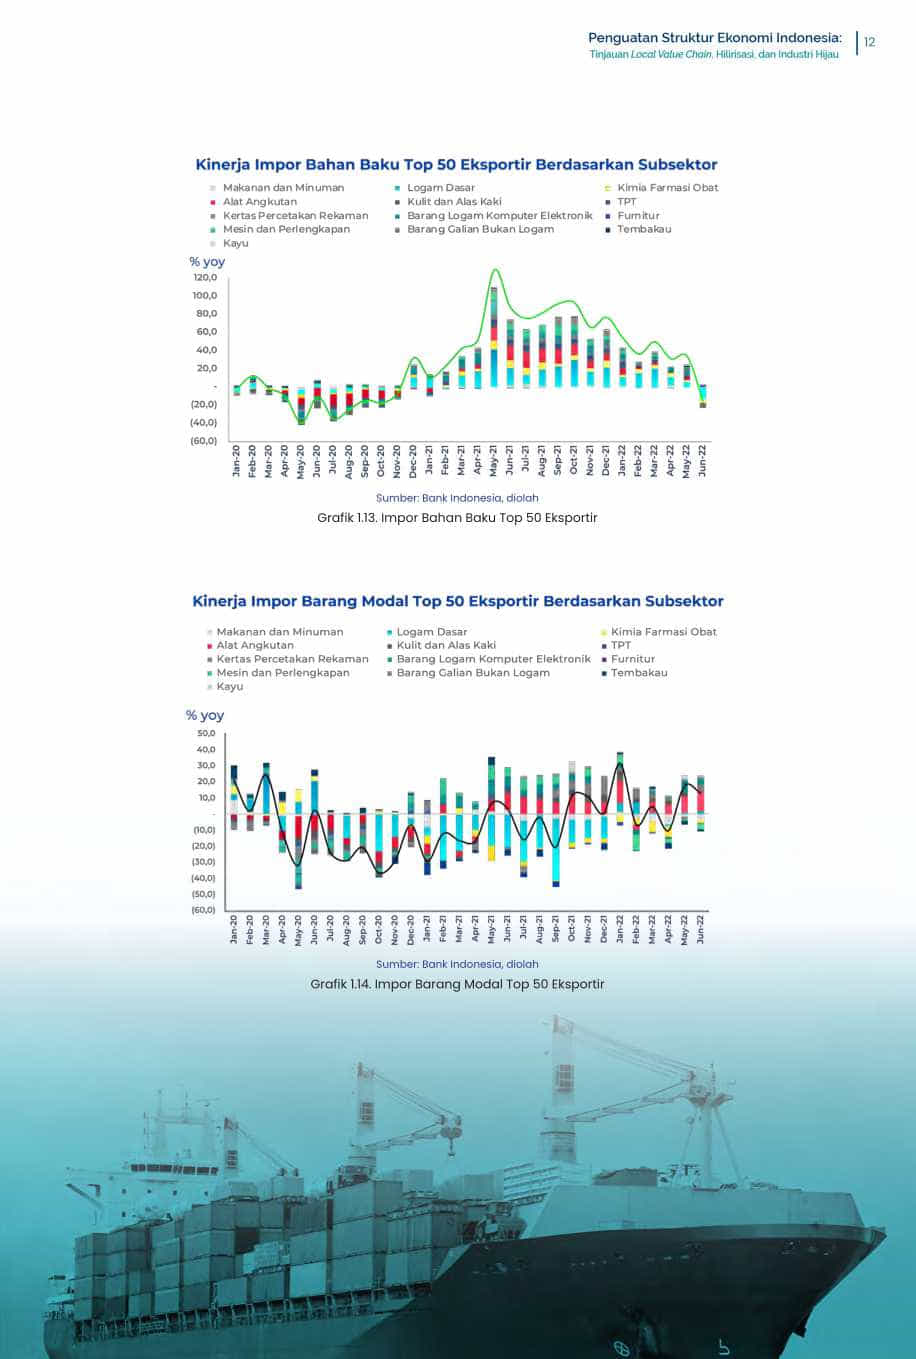 Penguatan Struktur Ekonomi Indonesia:
Tinjauan Local Value Chain, Hilirisasi, dan Industri Hijau
12
Kinerja Impor Bahan Baku Top 50 Eksportir Berdasarkan Subsektor
Makanan dan Minuman Logam Dasar Kimia Farmasi Obat
Alat Angkutan Kulit dan Alas Kaki TPT
Kertas Percetakan Rekaman Barang Logam Komputer Elektronik Furnitur
Mesin dan Perlengkapan Barang Galian Bukan Logam Tembakau
Kayu
% yoy
120,0
100,0
80,0
60,0
40,0
20,0
-
(20,0)
(40,0)
(60,0)
Jan-20 Feb-20 Mar-20 Apr-20 May-20 Jun-20 Jul-20 Aug-20 Sep-20 Oct-20 Nov-20 Dec-20 Jan-21 Feb-21 Mar-21 Apr-21 May-21 Jun-21 Jul-21 Aug-21 Sep-21 Oct-21 Nov-21 Dec-21 Jan-22 Feb-22 Mar-22 Apr-22 May-22 Jun-22
Sumber: Bank Indonesia, diolah
Grafik 1.13. Impor Bahan Baku Top 50 Eksportir
Kinerja Impor Barang Modal Top 50 Eksportir Berdasarkan Subsektor
Makanan dan Minuman Logam Dasar Kimia Farmasi Obat
Alat Angkutan Kulit dan Alas Kaki TPT
Kertas Percetakan Rekaman Barang Logam Komputer Elektronik Furnitur
Mesin dan Perlengkapan Barang Galian Bukan Logam Tembakau
Kayu
% yoy
50,0
40,0
30,0
20,0
10,0
-
(10,0)
(20,0)
(30,0)
(40,0)
(50,0)
(60,0)
Jan-20 Feb-20 Mar-20 Apr-20 May-20 Jun-20 Jul-20 Aug-20 Sep-20 Oct-20 Nov-20 Dec-20 Jan-21 Feb-21 Mar-21 Apr-21 May-21 Jun-21 Jul-21 Aug-21 Sep-21 Oct-21 Nov-21 Dec-21 Jan-22 Feb-22 Mar-22 Apr-22 May-22 Jun-22
Sumber: Bank Indonesia, diolah
Grafik 1.14. Impor Barang Modal Top 50 Eksportir